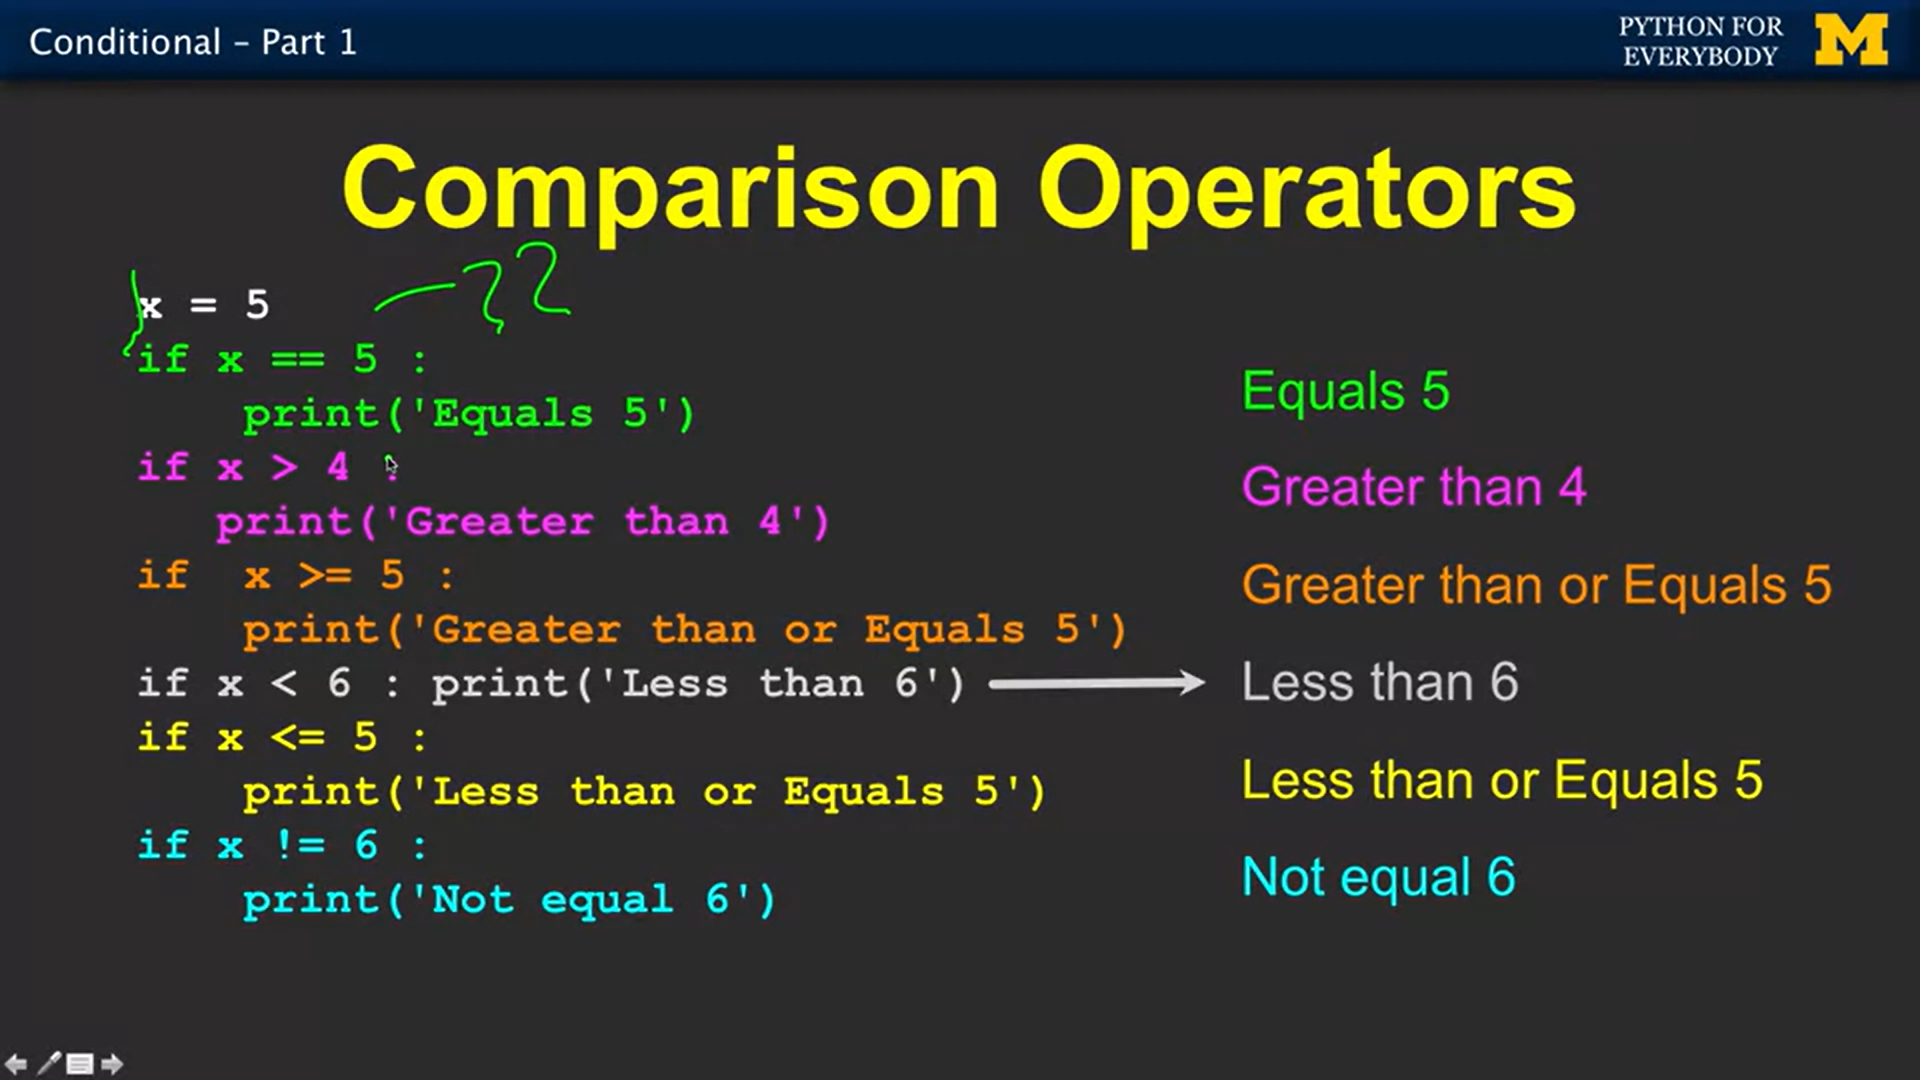 Conditional – Part 1
PYTHON FOR
EVERYBODY
M
Comparison Operators
x = 5
if x == 5 :
    print('Equals 5')
if x > 4 :
   print('Greater than 4')
if  x >= 5 :
    print('Greater than or Equals 5')
if x < 6 : print('Less than 6')
if x <= 5 :
    print('Less than or Equals 5')
if x != 6 :
    print('Not equal 6')
Equals 5
Greater than 4
Greater than or Equals 5
Less than 6
Less than or Equals 5
Not equal 6